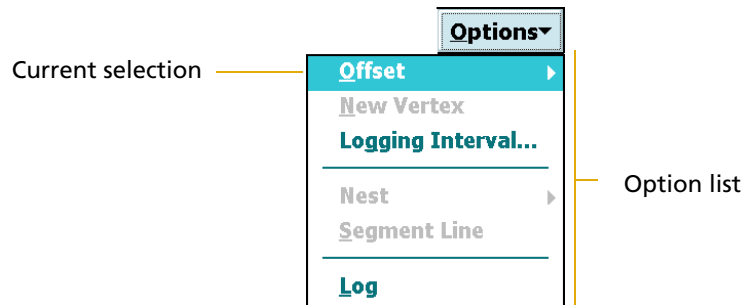 Options
Current selection
Offset
New Vertex
Logging Interval...
Option list
Nest
Segment Line
Log